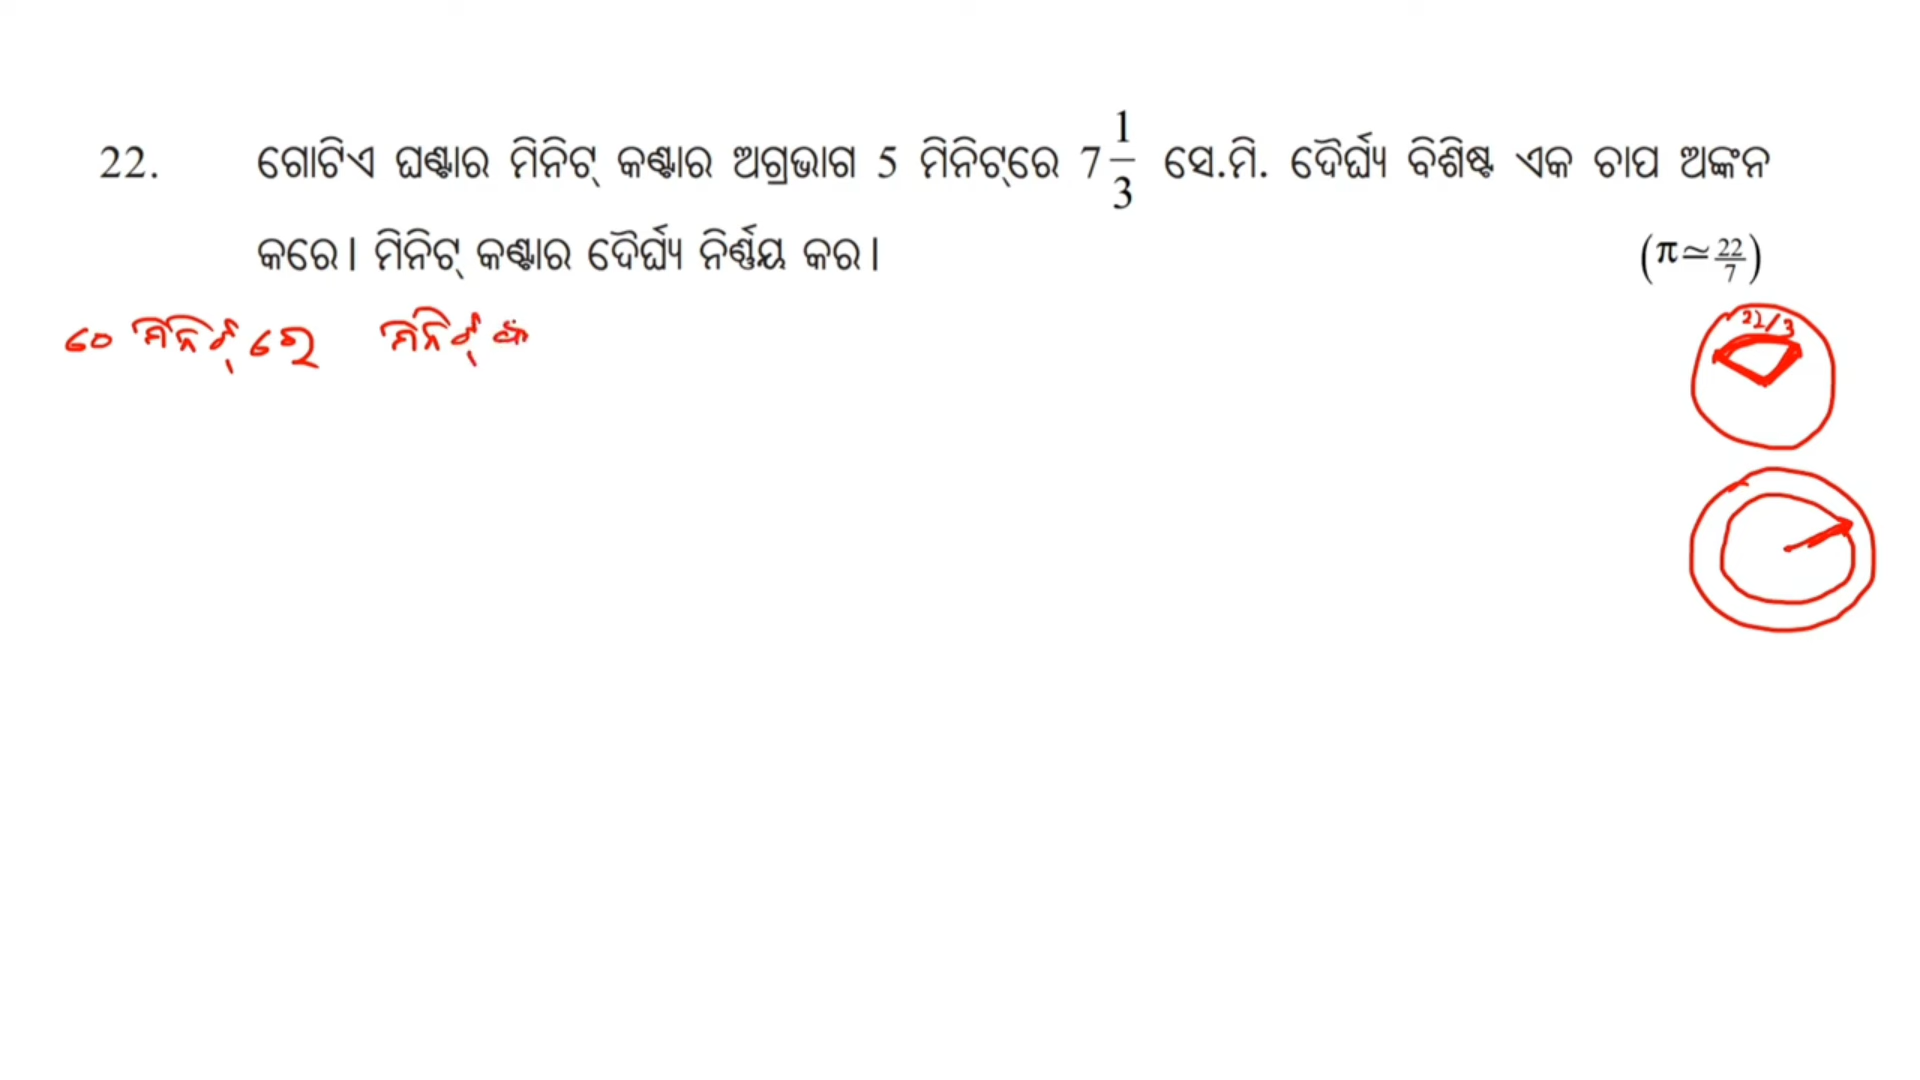 22. ଗୋଟିଏ ଘଣ୍ଟାର ମିନିଟ୍ କଣ୍ଟାର ଅଗ୍ରଭାଗ 5 ମିନିଟ୍‌ରେ 7 1/3 ସେ.ମି. ଦୈର୍ଘ୍ୟ ବିଶିଷ୍ଟ ଏକ ଚାପ ଅଙ୍କନ
କରେ। ମିନିଟ୍ କଣ୍ଟାର ଦୈର୍ଘ୍ୟ ନିର୍ଣ୍ଣୟ କର। (π≃22/7)
ମିନିଟ୍ ରେ ମିନିଟ୍ କ
22/3